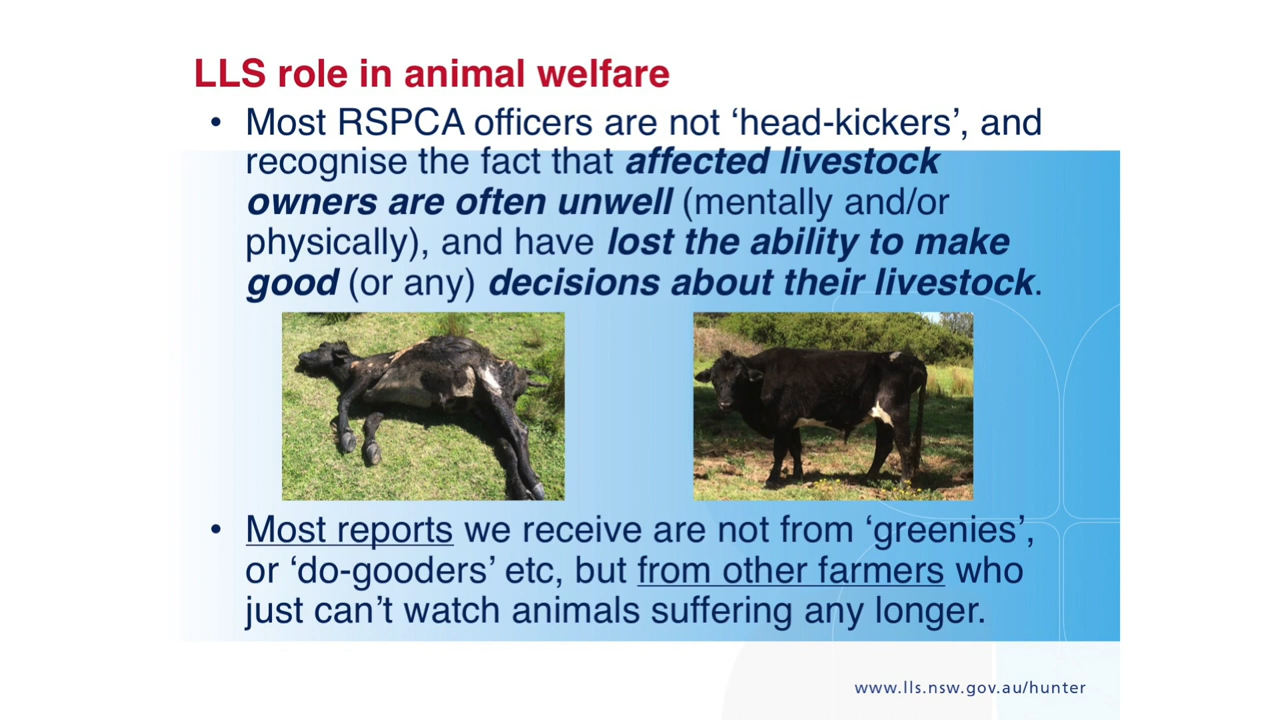 LLS role in animal welfare
• Most RSPCA officers are not ‘head-kickers’, and
recognise the fact that affected livestock
owners are often unwell (mentally and/or
physically), and have lost the ability to make
good (or any) decisions about their livestock.
• Most reports we receive are not from ‘greenies’,
or ‘do-gooders’ etc, but from other farmers who
just can’t watch animals suffering any longer.
www.lls.nsw.gov.au/hunter